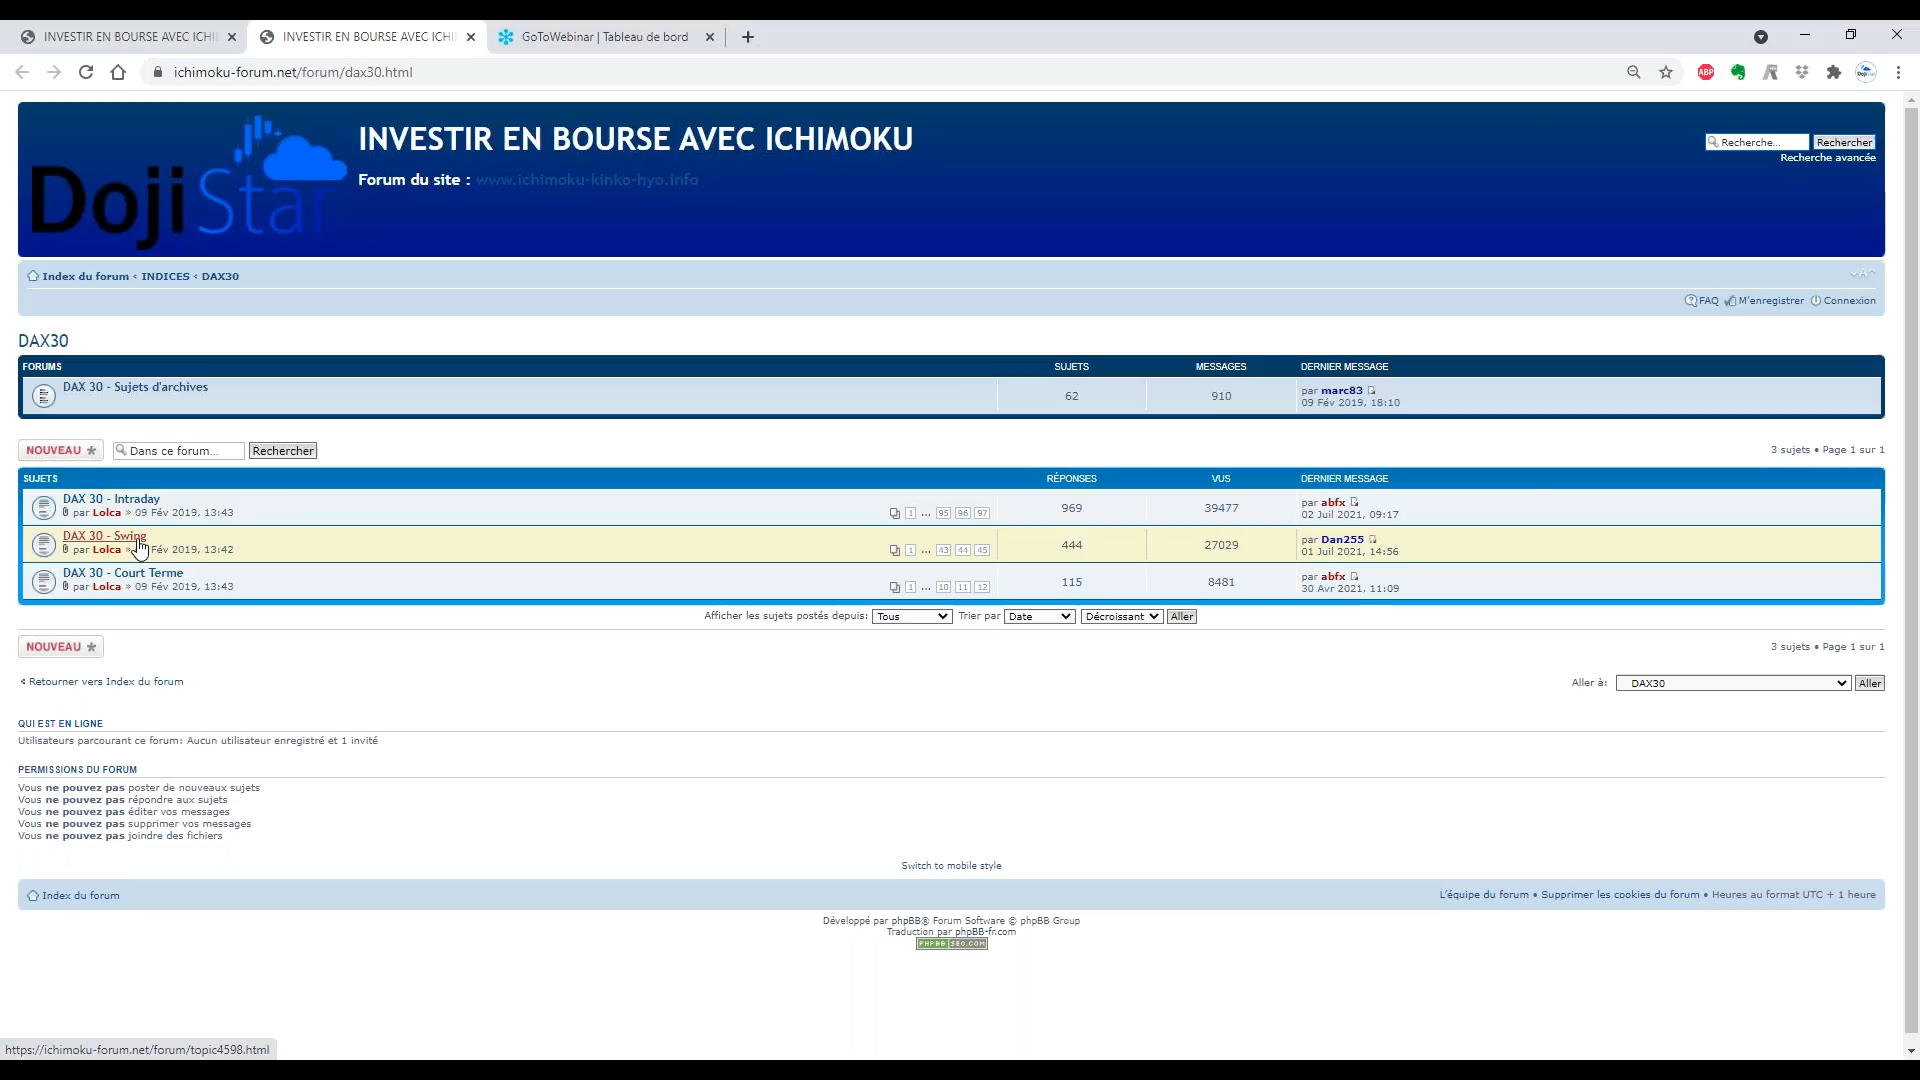 INVESTIR EN BOURSE AVEC ICHI
INVESTIR EN BOURSE AVEC ICHI
GoToWebinar | Tableau de bord
ichimoku-forum.net/forum/dax30.html
ABP
DojiStar
INVESTIR EN BOURSE AVEC ICHIMOKU
Forum du site : www.ichimoku-kinko-hyo.info
Recherche... Rechercher
Recherche avancée
Index du forum ‹ INDICES ‹ DAX30
FAQ M'enregistrer Connexion
DAX30
FORUMS SUJETS MESSAGES DERNIER MESSAGE
DAX 30 - Sujets d'archives 62 910 par marc83
09 Fév 2019, 18:10
NOUVEAU * Dans ce forum... Rechercher 3 sujets • Page 1 sur 1
SUJETS RÉPONSES VUS DERNIER MESSAGE
DAX 30 - Intraday 969 39477 par abfx
par Lolca » 09 Fév 2019, 13:43 1 ... 95 96 97 02 Juil 2021, 09:17
DAX 30 - Swing 444 27029 par Dan255
par Lolca » Fév 2019, 13:42 1 ... 43 44 45 01 Juil 2021, 14:56
DAX 30 - Court Terme 115 8481 par abfx
par Lolca » 09 Fév 2019, 13:43 1 ... 10 11 12 30 Avr 2021, 11:09
Afficher les sujets postés depuis: Tous Trier par Date Décroissant Aller
NOUVEAU * 3 sujets • Page 1 sur 1
Retourner vers Index du forum Aller à: DAX30 Aller
QUI EST EN LIGNE
Utilisateurs parcourant ce forum: Aucun utilisateur enregistré et 1 invité
PERMISSIONS DU FORUM
Vous ne pouvez pas poster de nouveaux sujets
Vous ne pouvez pas répondre aux sujets
Vous ne pouvez pas éditer vos messages
Vous ne pouvez pas supprimer vos messages
Vous ne pouvez pas joindre des fichiers
Switch to mobile style
Index du forum L'équipe du forum • Supprimer les cookies du forum • Heures au format UTC + 1 heure
Développé par phpBB® Forum Software © phpBB Group
Traduction par phpBB-fr.com
PHPBB SEO.COM
https://ichimoku-forum.net/forum/topic4598.html